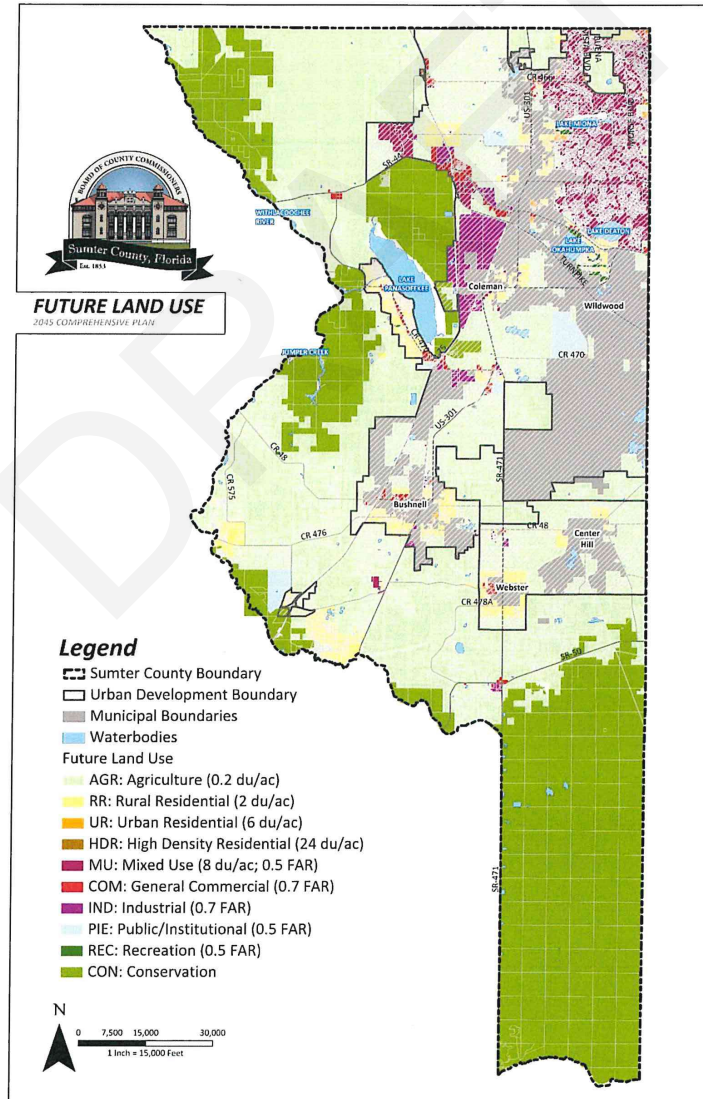 DRAFT
BOARD OF COUNTY COMMISSIONERS
Sumter County, Florida
Est. 1853
FUTURE LAND USE
2045 COMPREHENSIVE PLAN
US-301
LAKE MIONA
SR-44
WITHLACOOCHEE
RIVER
LAKE DEATON
LAKE
OKAHUMPKA
TURNPIKE
LAKE
PANASOFFKEE
Coleman
Wildwood
JUMPER CREEK
CR 470
CR 470
US-301
CR 48
SR-471
CR 575
Bushnell
CR 476
CR 48
Center
Hill
Webster
CR 478A
SR-50
SR-471
Legend
Sumter County Boundary
Urban Development Boundary
Municipal Boundaries
Waterbodies
Future Land Use
AGR: Agriculture (0.2 du/ac)
RR: Rural Residential (2 du/ac)
UR: Urban Residential (6 du/ac)
HDR: High Density Residential (24 du/ac)
MU: Mixed Use (8 du/ac; 0.5 FAR)
COM: General Commercial (0.7 FAR)
IND: Industrial (0.7 FAR)
PIE: Public/Institutional (0.5 FAR)
REC: Recreation (0.5 FAR)
CON: Conservation
N
0 7,500 15,000 30,000
1 Inch = 15,000 Feet